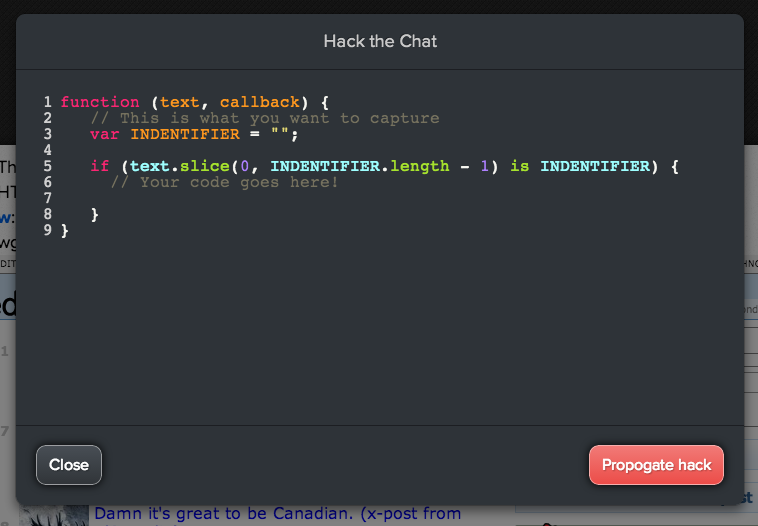 Hack the Chat
1 function (text, callback) {
2 // This is what you want to capture
3 var INDENTIFIER = "";
4
5 if (text.slice(0, INDENTIFIER.length - 1) is INDENTIFIER) {
6 // Your code goes here!
7
8 }
9 }
1
7
Close
Propogate hack
Damn it's great to be Canadian. (x-post from